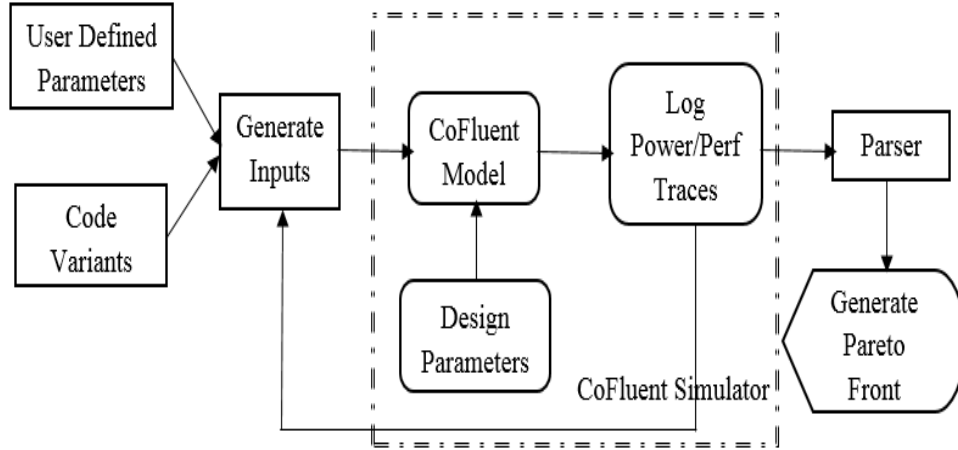 User Defined
Parameters
Code
Variants
Generate
Inputs
CoFluent
Model
Design
Parameters
Log
Power/Perf
Traces
CoFluent Simulator
Parser
Generate
Pareto
Front